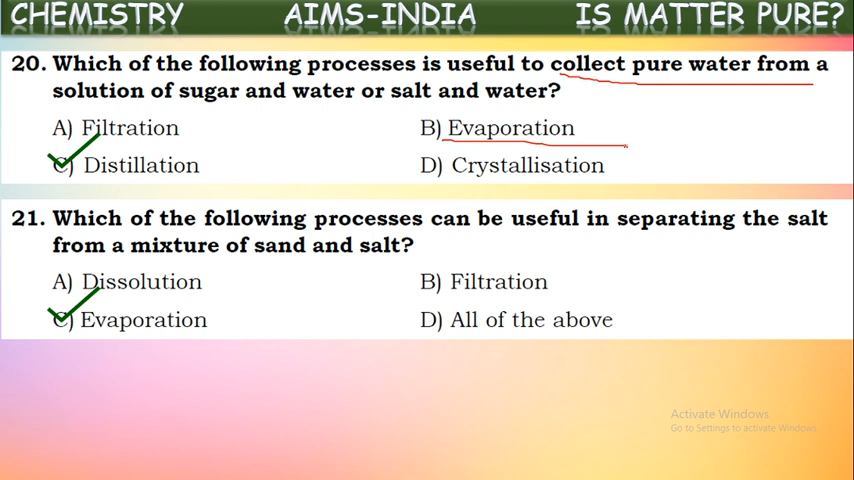 CHEMISTRY AIMS-INDIA IS MATTER PURE?
20. Which of the following processes is useful to collect pure water from a
solution of sugar and water or salt and water?
A) Filtration B) Evaporation
C) Distillation D) Crystallisation
21. Which of the following processes can be useful in separating the salt
from a mixture of sand and salt?
A) Dissolution B) Filtration
C) Evaporation D) All of the above
Activate Windows
Go to Settings to activate Windows.